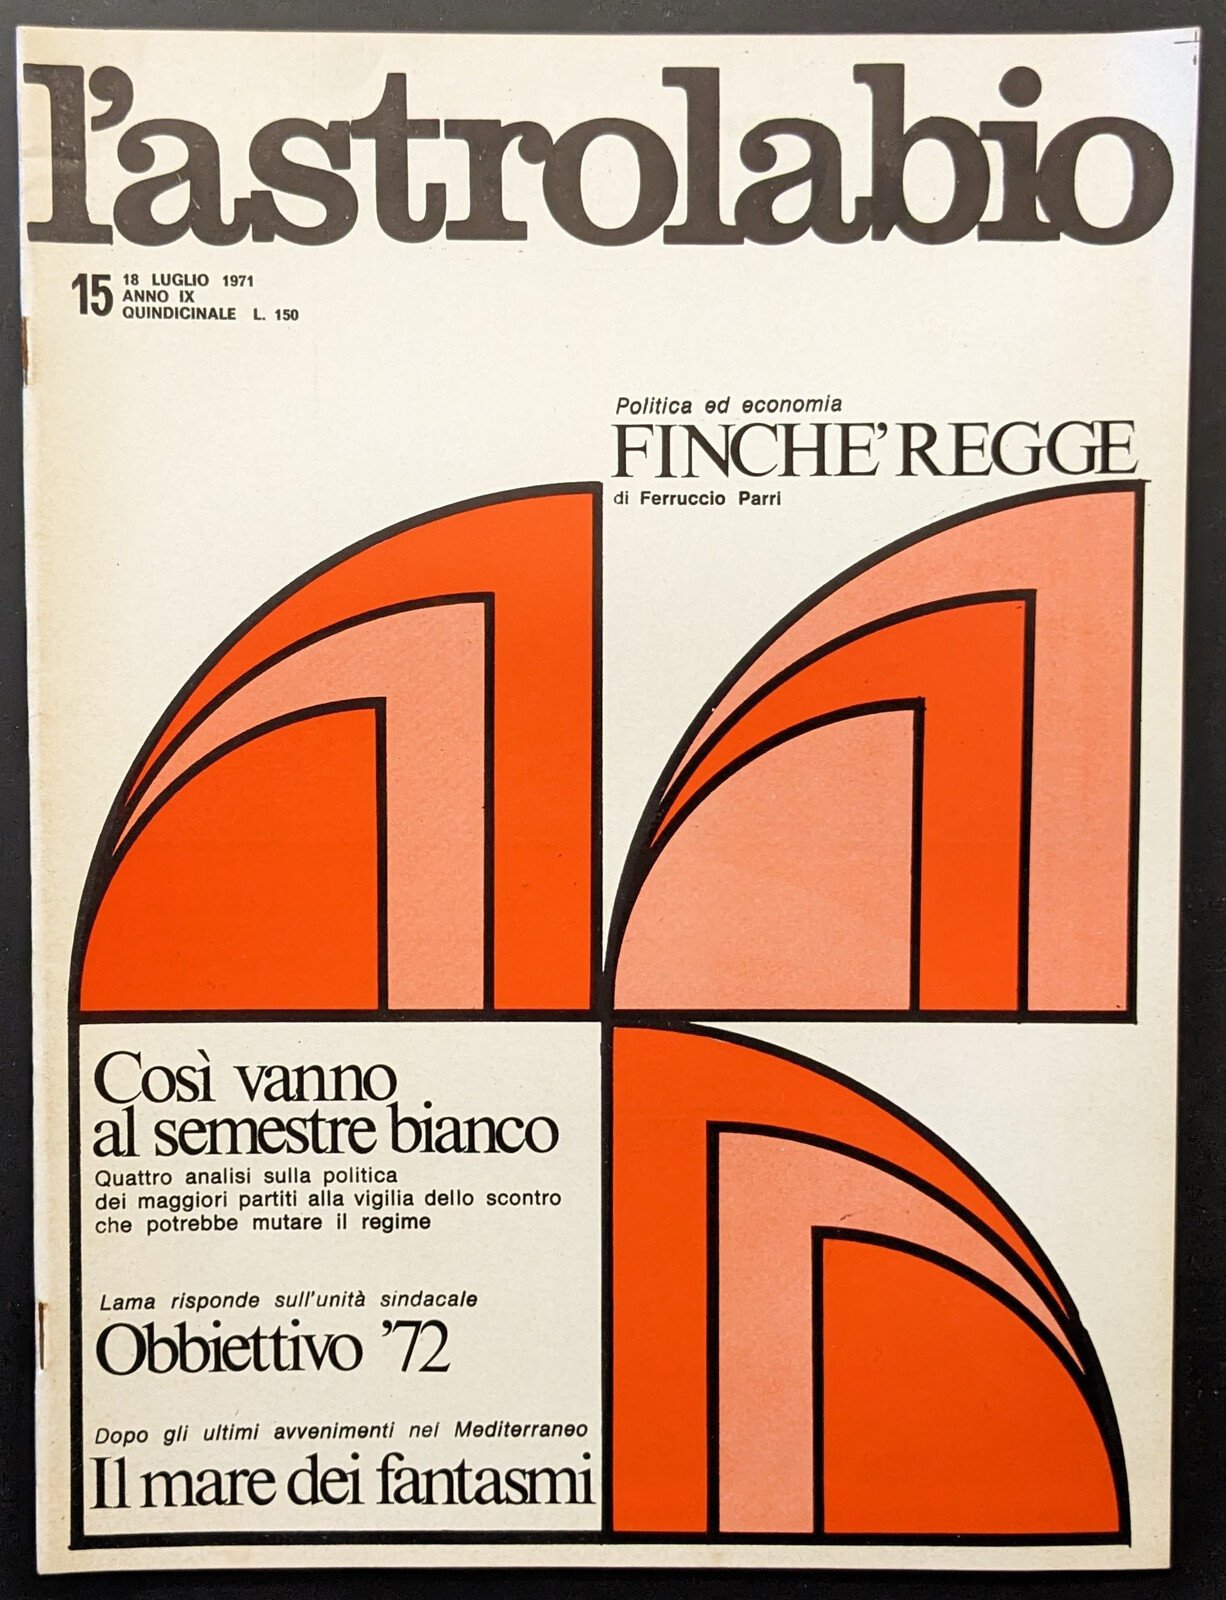 l'astrolabio
15 18 LUGLIO 1971
ANNO IX
QUINDICINALE L. 150
Politica ed economia
FINCHE' REGGE
di Ferruccio Parri
Così vanno
al semestre bianco
Quattro analisi sulla politica
dei maggiori partiti alla vigilia dello scontro
che potrebbe mutare il regime
Lama risponde sull'unità sindacale
Obbiettivo '72
Dopo gli ultimi avvenimenti nel Mediterraneo
Il mare dei fantasmi